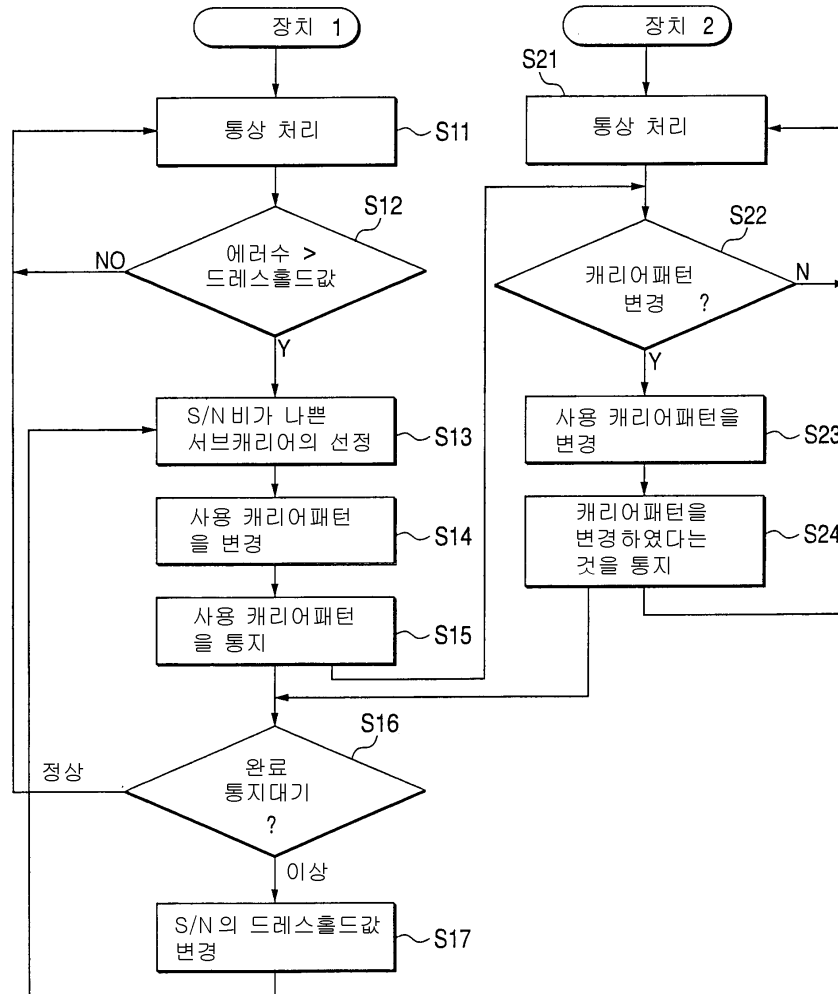 장치 1
통상 처리
S11
에러수 >
드레스홀드값
S12
NO
Y
S/N비가 나쁜
서브캐리어의 선정
S13
사용 캐리어패턴
을 변경
S14
사용 캐리어패턴
을 통지
S15
완료
통지대기
?
S16
정상
이상
S/N의 드레스홀드값
변경
S17
장치 2
S21
통상 처리
S22
캐리어패턴
변경 ?
N
Y
사용 캐리어패턴을
변경
S23
캐리어패턴을
변경하였다는
것을 통지
S24